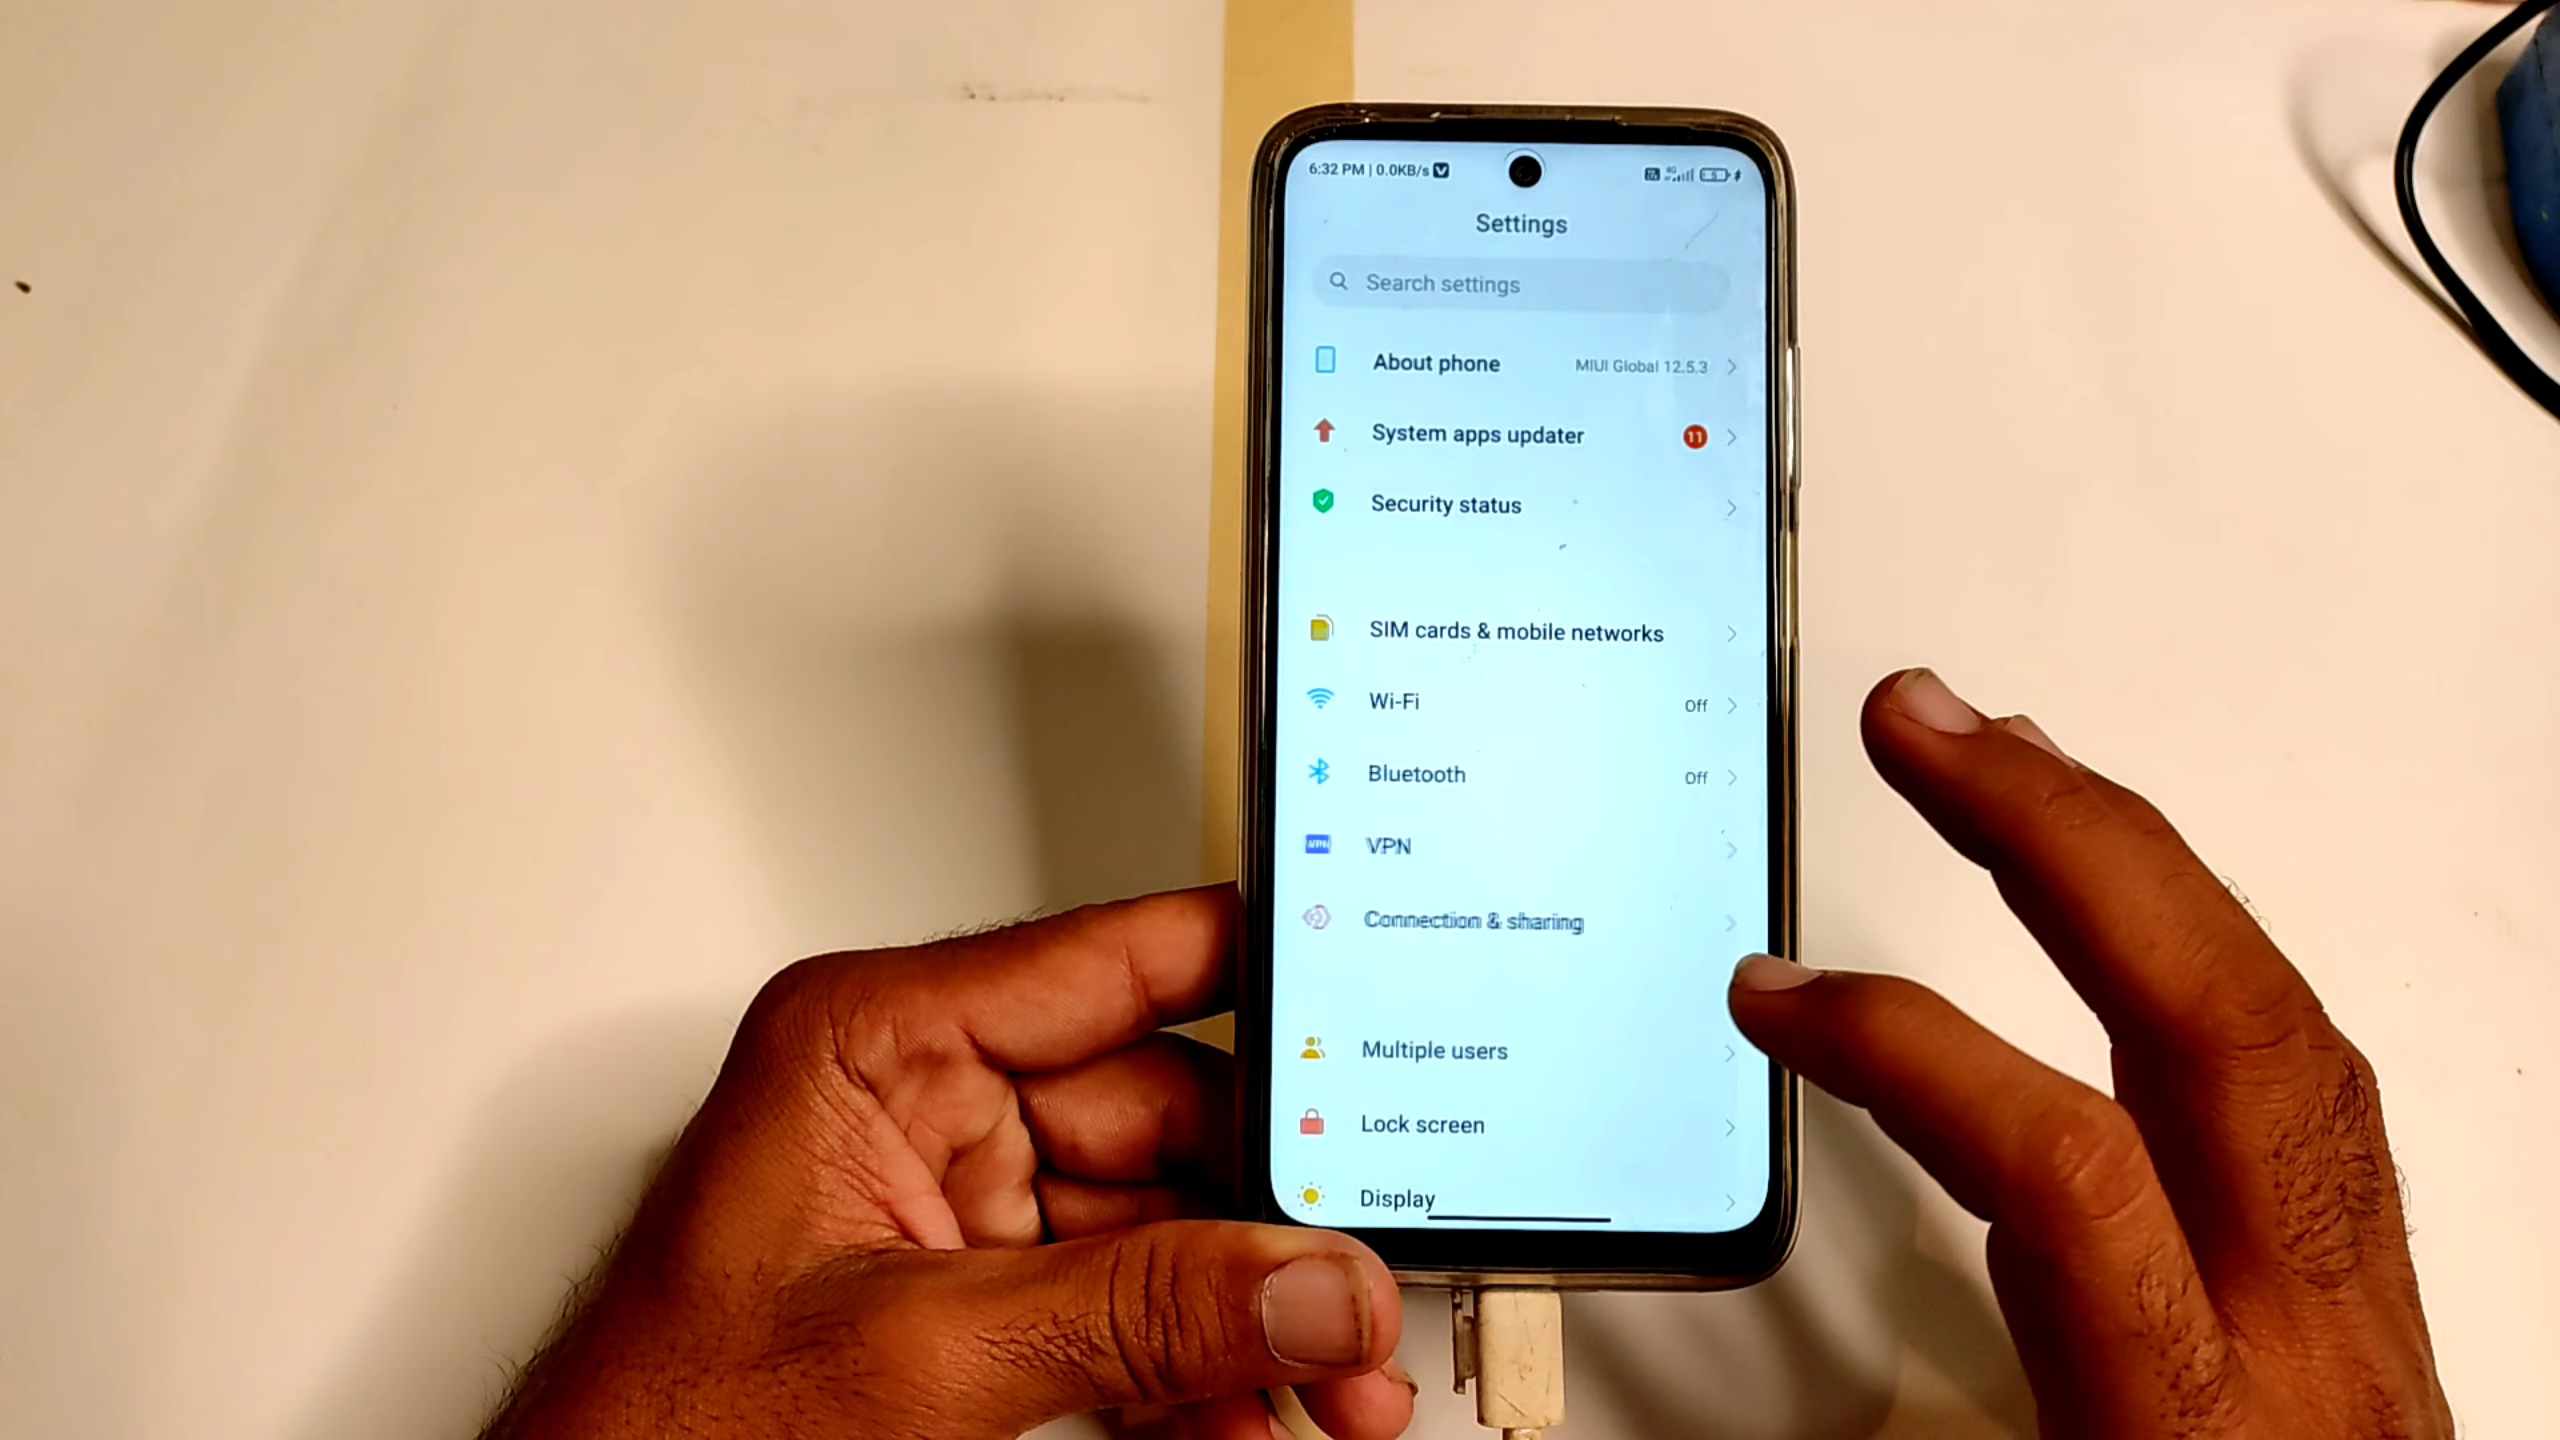 6:32 PM | 0.0KB/s
Settings
Search settings
About phone MIUI Global 12.5.3
System apps updater 11
Security status
SIM cards & mobile networks
Wi-Fi Off
Bluetooth Off
VPN VPN
Connection & sharing
Multiple users
Lock screen
Display